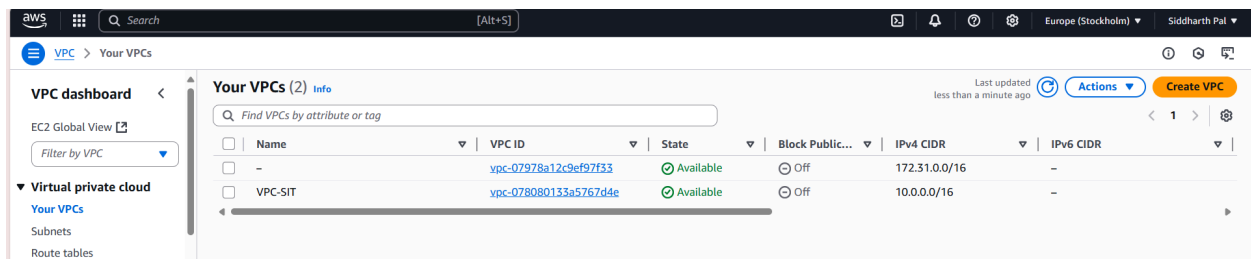 aws Search [Alt+S] Europe (Stockholm) Siddharth Pal
VPC > Your VPCs
VPC dashboard
EC2 Global View
Filter by VPC
Virtual private cloud
Your VPCs
Subnets
Route tables
Your VPCs (2) Info
Last updated
less than a minute ago
Actions
Create VPC
Find VPCs by attribute or tag
1
Name VPC ID State Block Public... IPv4 CIDR IPv6 CIDR
– vpc-07978a12c9ef97f33 Available Off 172.31.0.0/16 –
VPC-SIT vpc-078080133a5767d4e Available Off 10.0.0.0/16 –